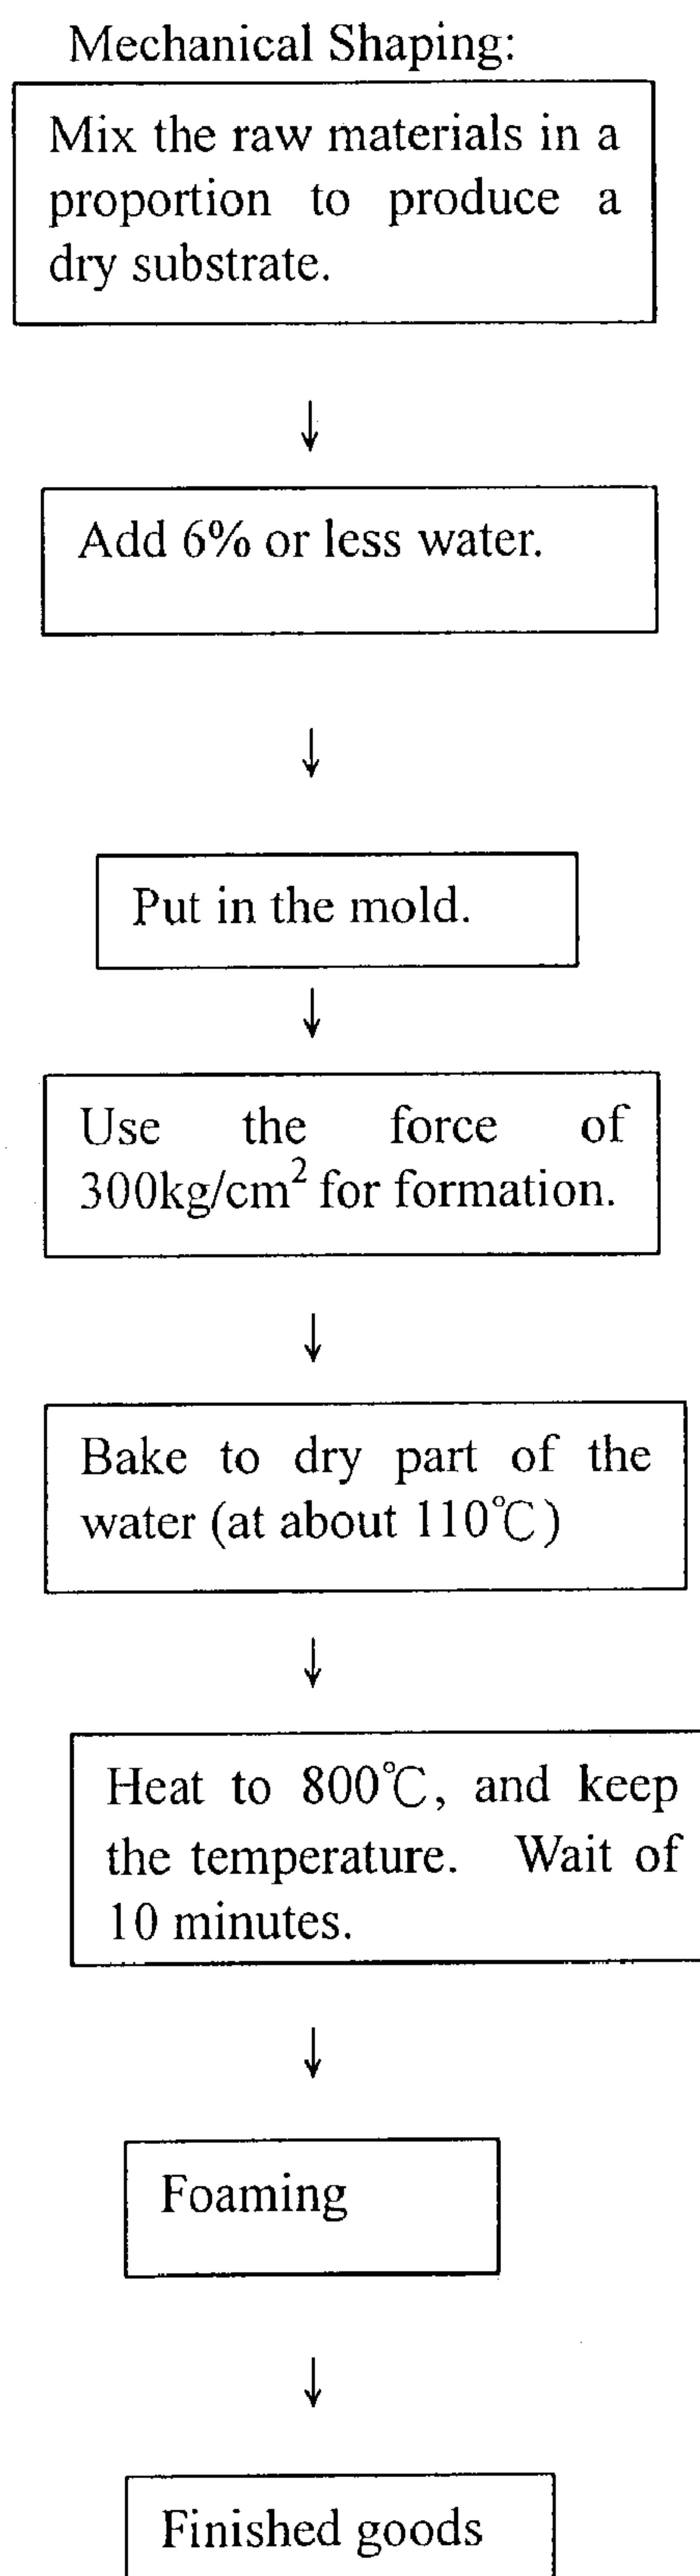 Mechanical Shaping:
Mix the raw materials in a
proportion to produce a
dry substrate.
↓
Add 6% or less water.
↓
Put in the mold.
↓
Use the force of
300kg/cm² for formation.
↓
Bake to dry part of the
water (at about 110℃)
↓
Heat to 800℃, and keep
the temperature. Wait of
10 minutes.
↓
Foaming
↓
Finished goods